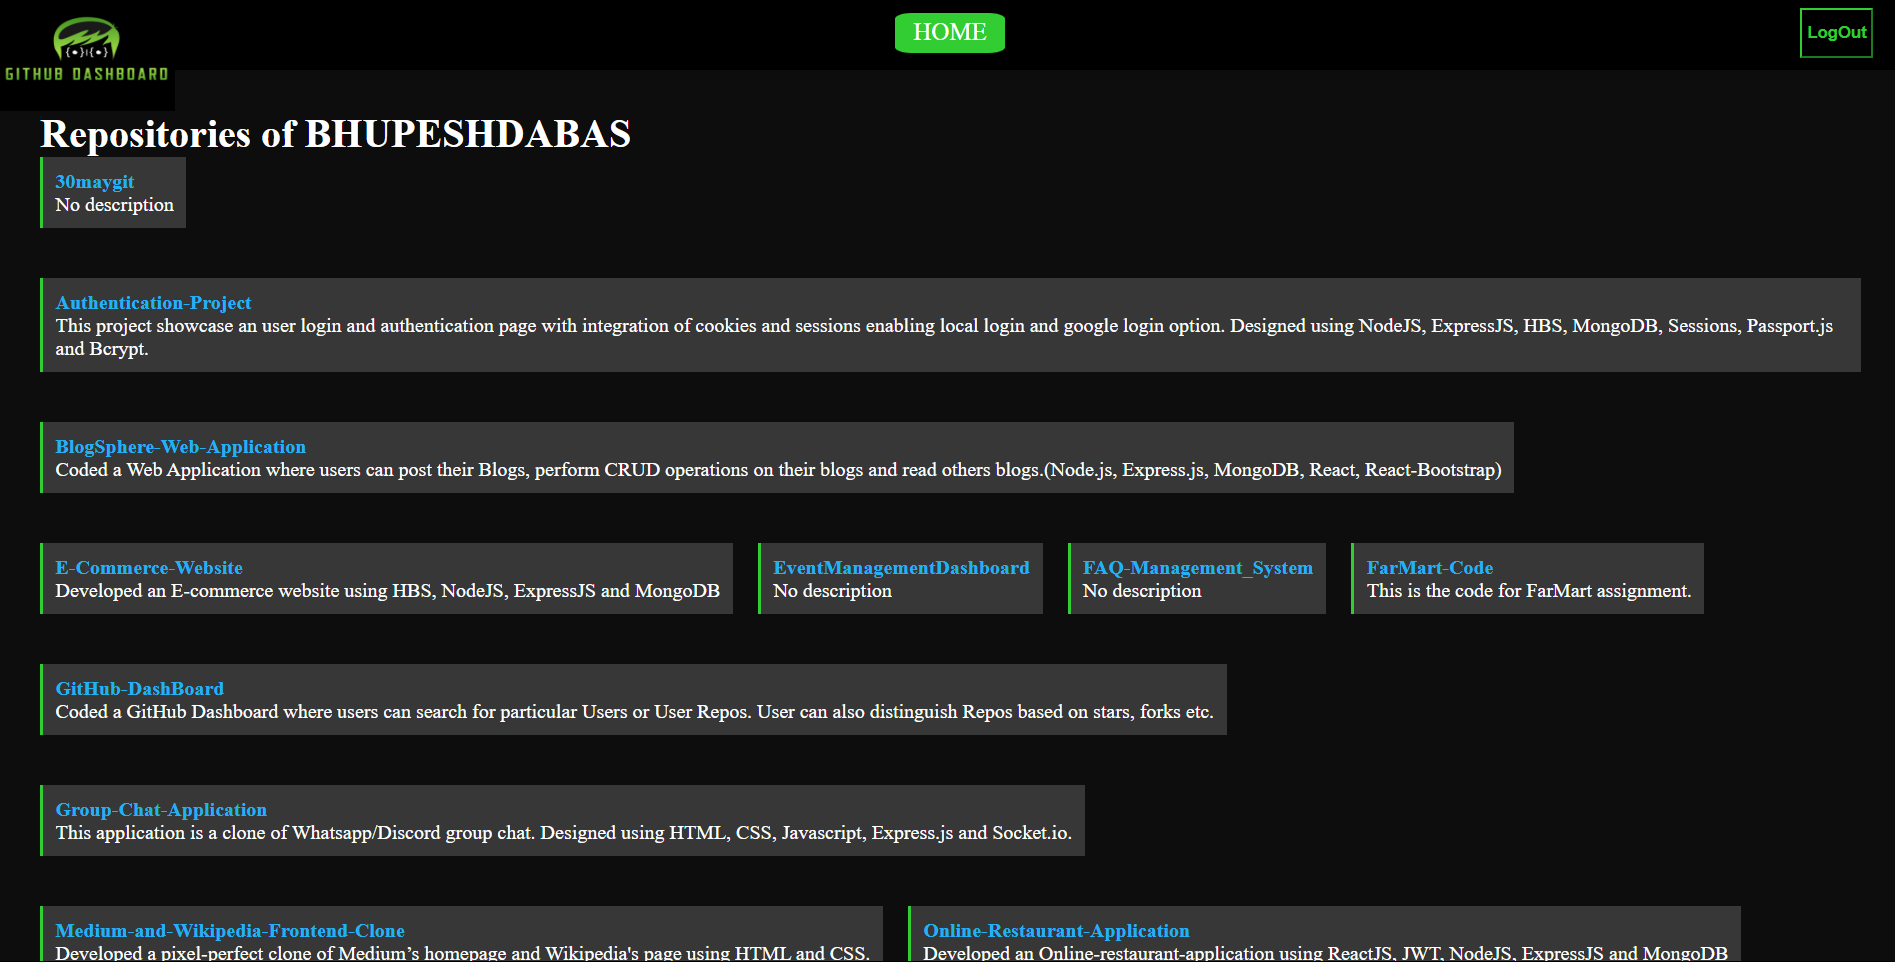 HOME
LogOut
{•}|{•}
GITHUB DASHBOARD
Repositories of BHUPESHDABAS
30maygit
No description
Authentication-Project
This project showcase an user login and authentication page with integration of cookies and sessions enabling local login and google login option. Designed using NodeJS, ExpressJS, HBS, MongoDB, Sessions, Passport.js
and Bcrypt.
BlogSphere-Web-Application
Coded a Web Application where users can post their Blogs, perform CRUD operations on their blogs and read others blogs.(Node.js, Express.js, MongoDB, React, React-Bootstrap)
E-Commerce-Website
Developed an E-commerce website using HBS, NodeJS, ExpressJS and MongoDB
EventManagementDashboard
No description
FAQ-Management_System
No description
FarMart-Code
This is the code for FarMart assignment.
GitHub-DashBoard
Coded a GitHub Dashboard where users can search for particular Users or User Repos. User can also distinguish Repos based on stars, forks etc.
Group-Chat-Application
This application is a clone of Whatsapp/Discord group chat. Designed using HTML, CSS, Javascript, Express.js and Socket.io.
Medium-and-Wikipedia-Frontend-Clone
Developed a pixel-perfect clone of Medium’s homepage and Wikipedia's page using HTML and CSS.
Online-Restaurant-Application
Developed an Online-restaurant-application using ReactJS, JWT, NodeJS, ExpressJS and MongoDB